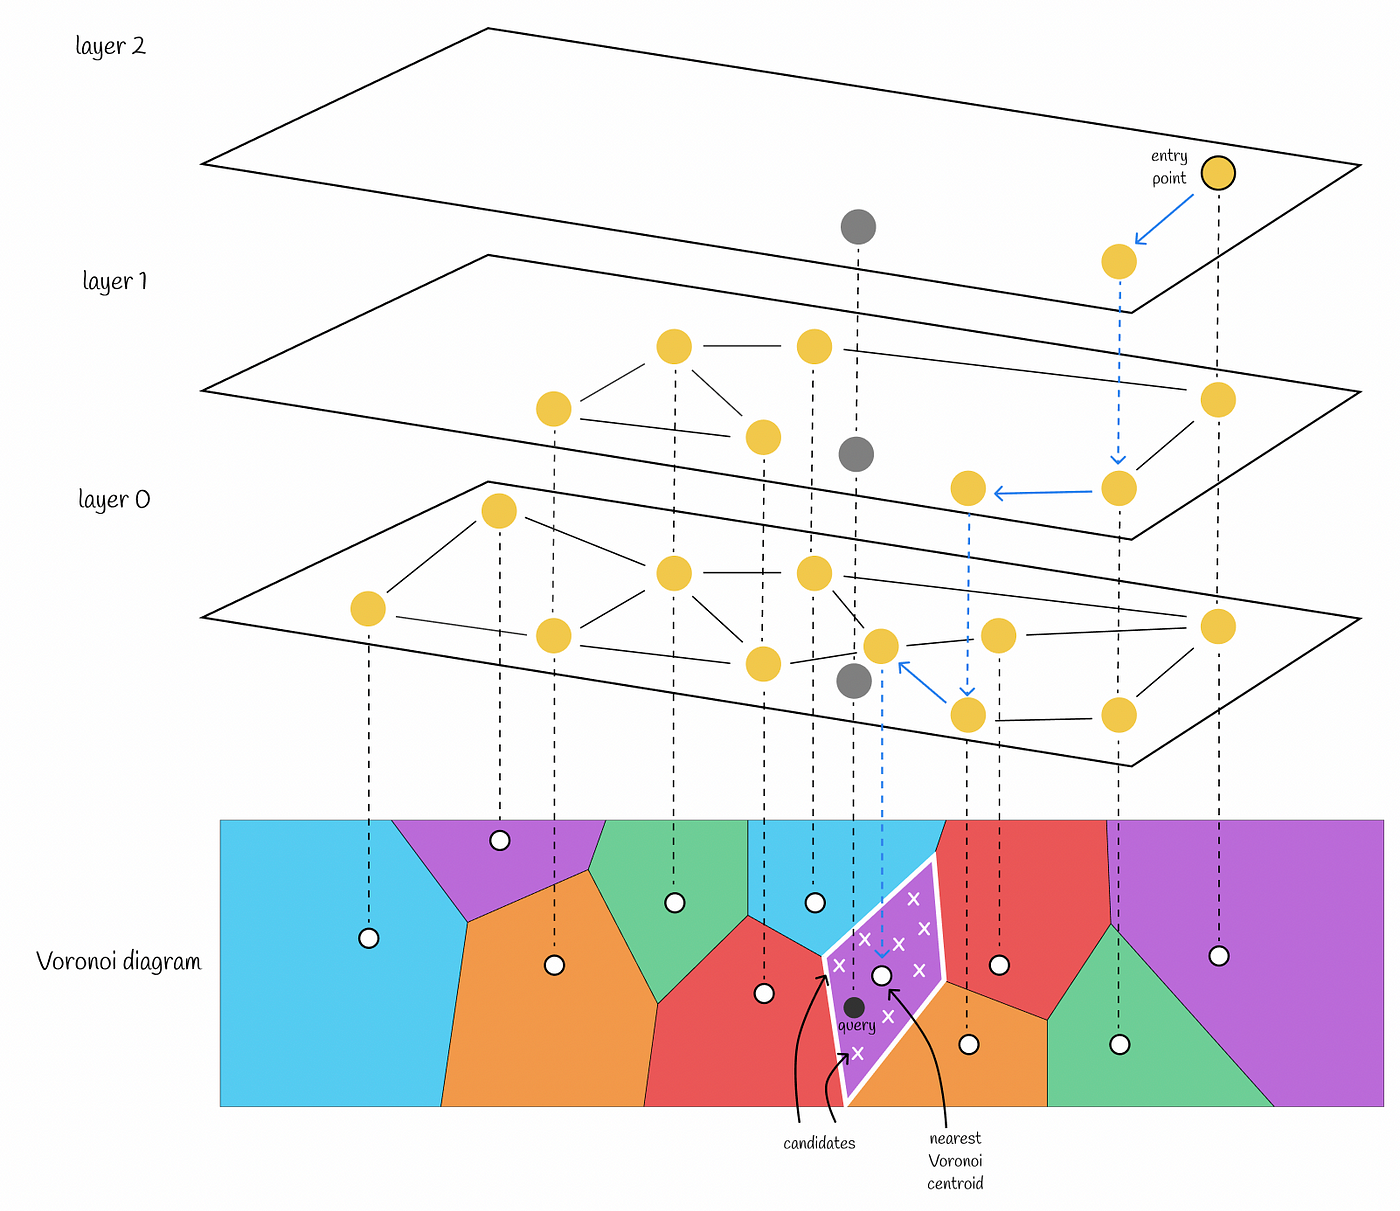 layer 2
entry
point
layer 1
layer 0
Voronoi diagram
x
x
x
x
x
x
query
x
x
candidates
nearest
Voronoi
centroid